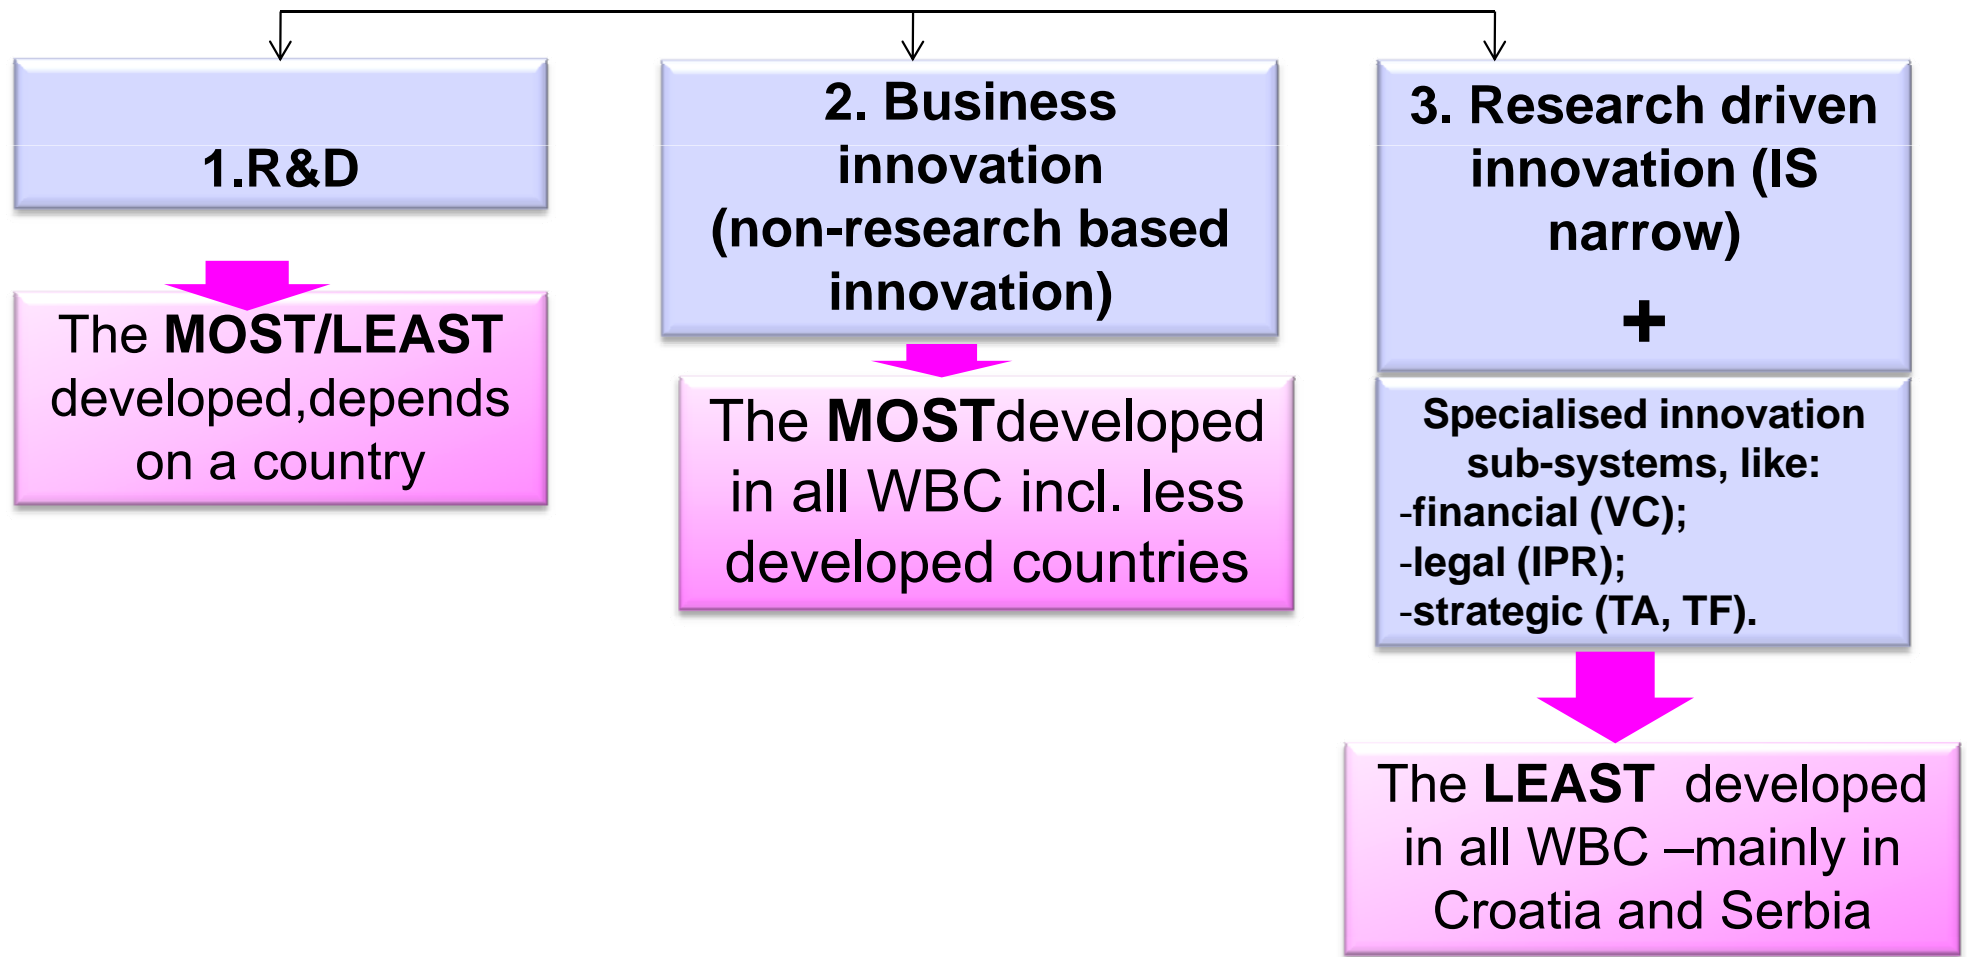 1.R&D
The MOST/LEAST
developed,depends
on a country
2. Business
innovation
(non-research based
innovation)
The MOSTdeveloped
in all WBC incl. less
developed countries
3. Research driven
innovation (IS
narrow)
+
Specialised innovation
sub-systems, like:
-financial (VC);
-legal (IPR);
-strategic (TA, TF).
The LEAST developed
in all WBC –mainly in
Croatia and Serbia